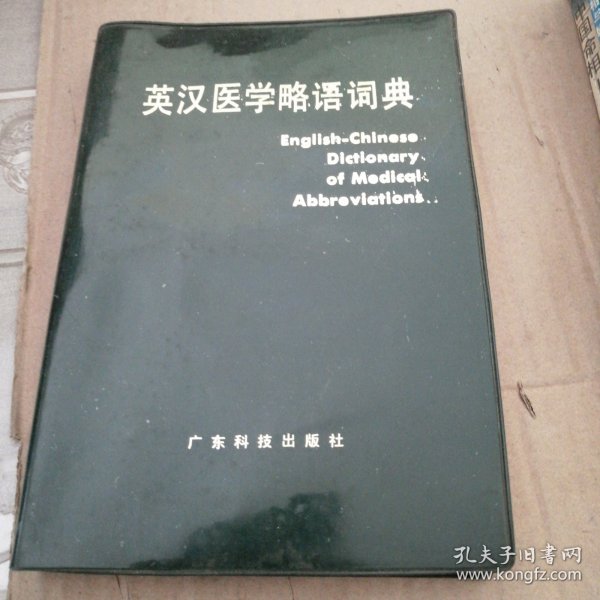 英汉医学略语词典
English-Chinese
Dictionary
of Medical
Abbreviations
广东科技出版社
孔夫子旧书网
www.kongfz.com